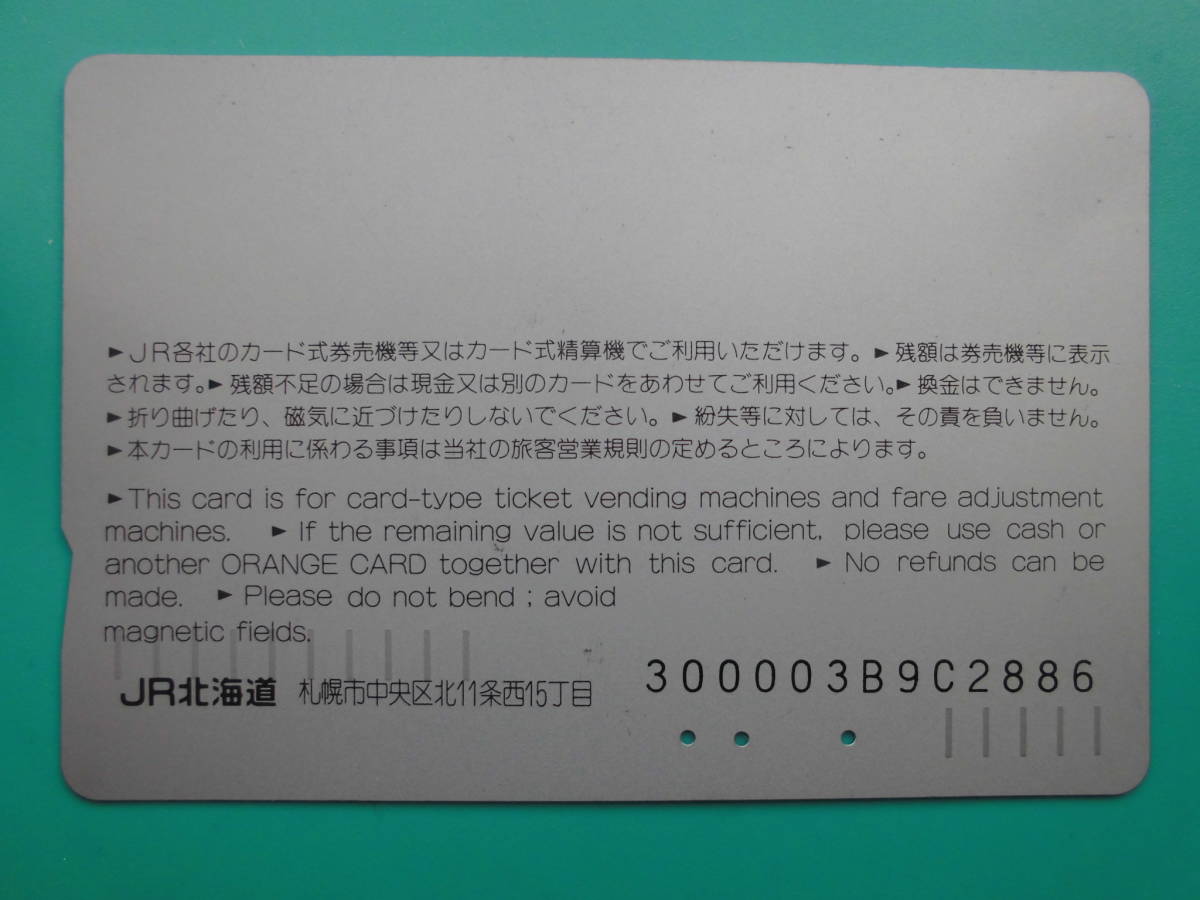 ►JR各社のカード式券売機等又はカード式精算機でご利用いただけます。►残額は券売機等に表示
されます。►残額不足の場合は現金又は別のカードをあわせてご利用ください。►換金はできません。
►折り曲げたり、磁気に近づけたりしないでください。►紛失等に対しては、その責を負いません。
►本カードの利用に係わる事項は当社の旅客営業規則の定めるところによります。
►This card is for card-type ticket vending machines and fare adjustment
machines. ►If the remaining value is not sufficient, please use cash or
another ORANGE CARD together with this card. ►No refunds can be
made. ►Please do not bend ; avoid
magnetic fields.
JR北海道 札幌市中央区北11条西15丁目
300003B9C2886